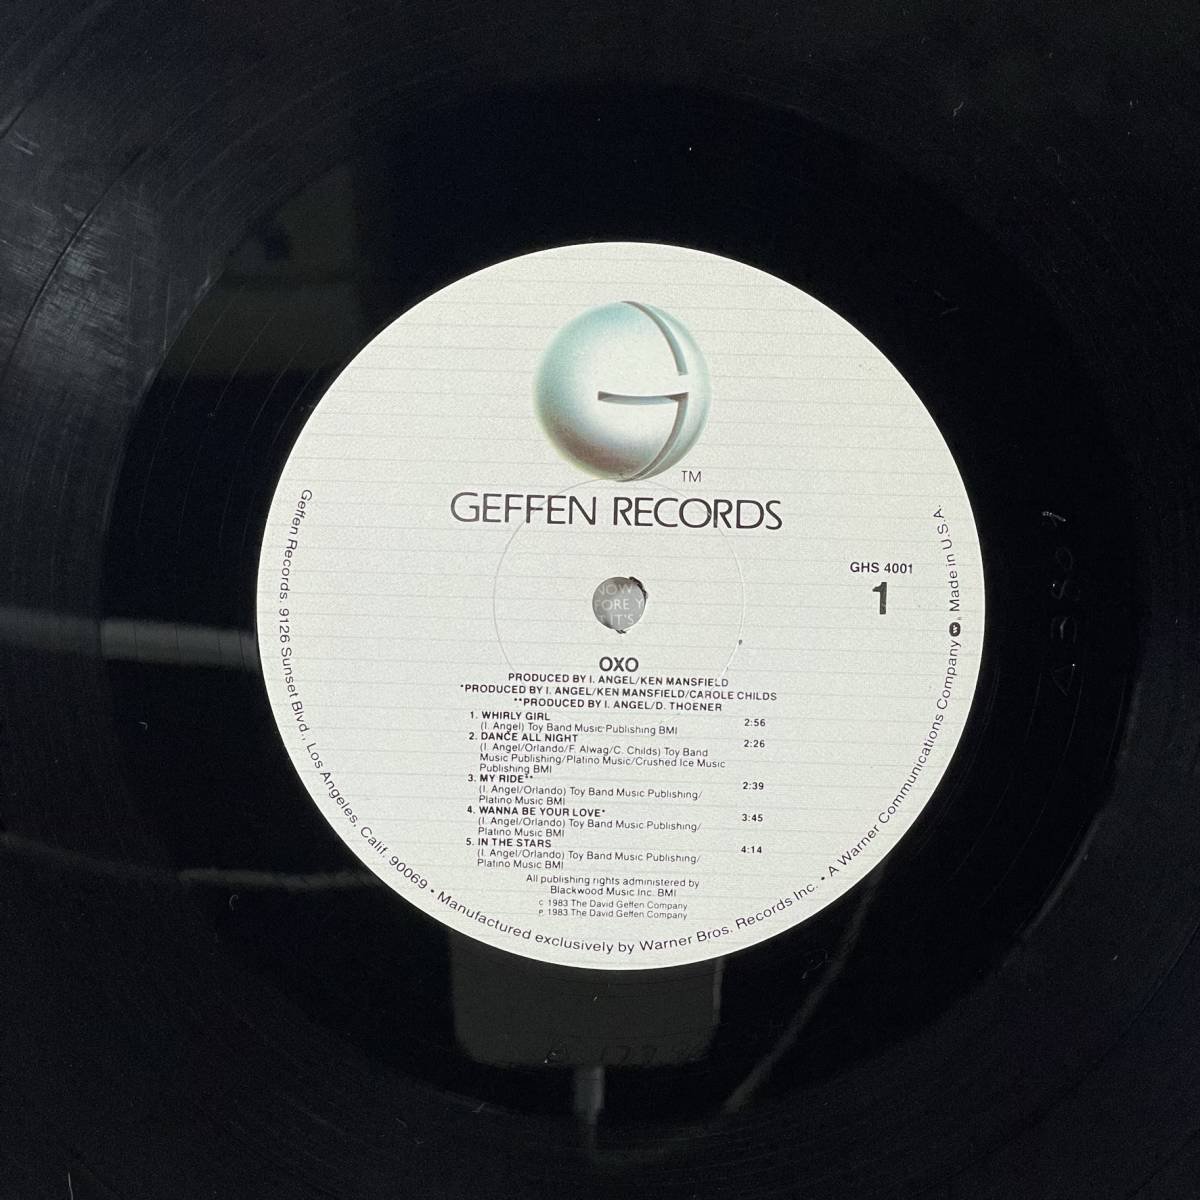 TM
GEFFEN RECORDS
GHS 4001
1
NOW
FORE Y
IT'S
OXO
PRODUCED BY I. ANGEL/KEN MANSFIELD
*PRODUCED BY I. ANGEL/KEN MANSFIELD/CAROLE CHILDS
**PRODUCED BY I. ANGEL/D. THOENER
1. WHIRLY GIRL 2:56
(I. Angel) Toy Band Music Publishing BMI
2. DANCE ALL NIGHT 2:26
(I. Angel/Orlando/F. Alwag/C. Childs) Toy Band
Music Publishing/Platino Music/Crushed Ice Music
Publishing BMI
3. MY RIDE** 2:39
(I. Angel/Orlando) Toy Band Music Publishing/
Platino Music BMI
4. WANNA BE YOUR LOVE* 3:45
(I. Angel/Orlando) Toy Band Music Publishing/
Platino Music BMI
5. IN THE STARS 4:14
(I. Angel/Orlando) Toy Band Music Publishing/
Platino Music BMI
All publishing rights administered by
Blackwood Music Inc. BMI
C 1983 The David Geffen Company
P 1983 The David Geffen Company
Geffen Records, 9126 Sunset Blvd., Los Angeles, Calif. 90069 • Manufactured exclusively by Warner Bros. Records Inc. • A Warner Communications Company W, Made in U.S.A.